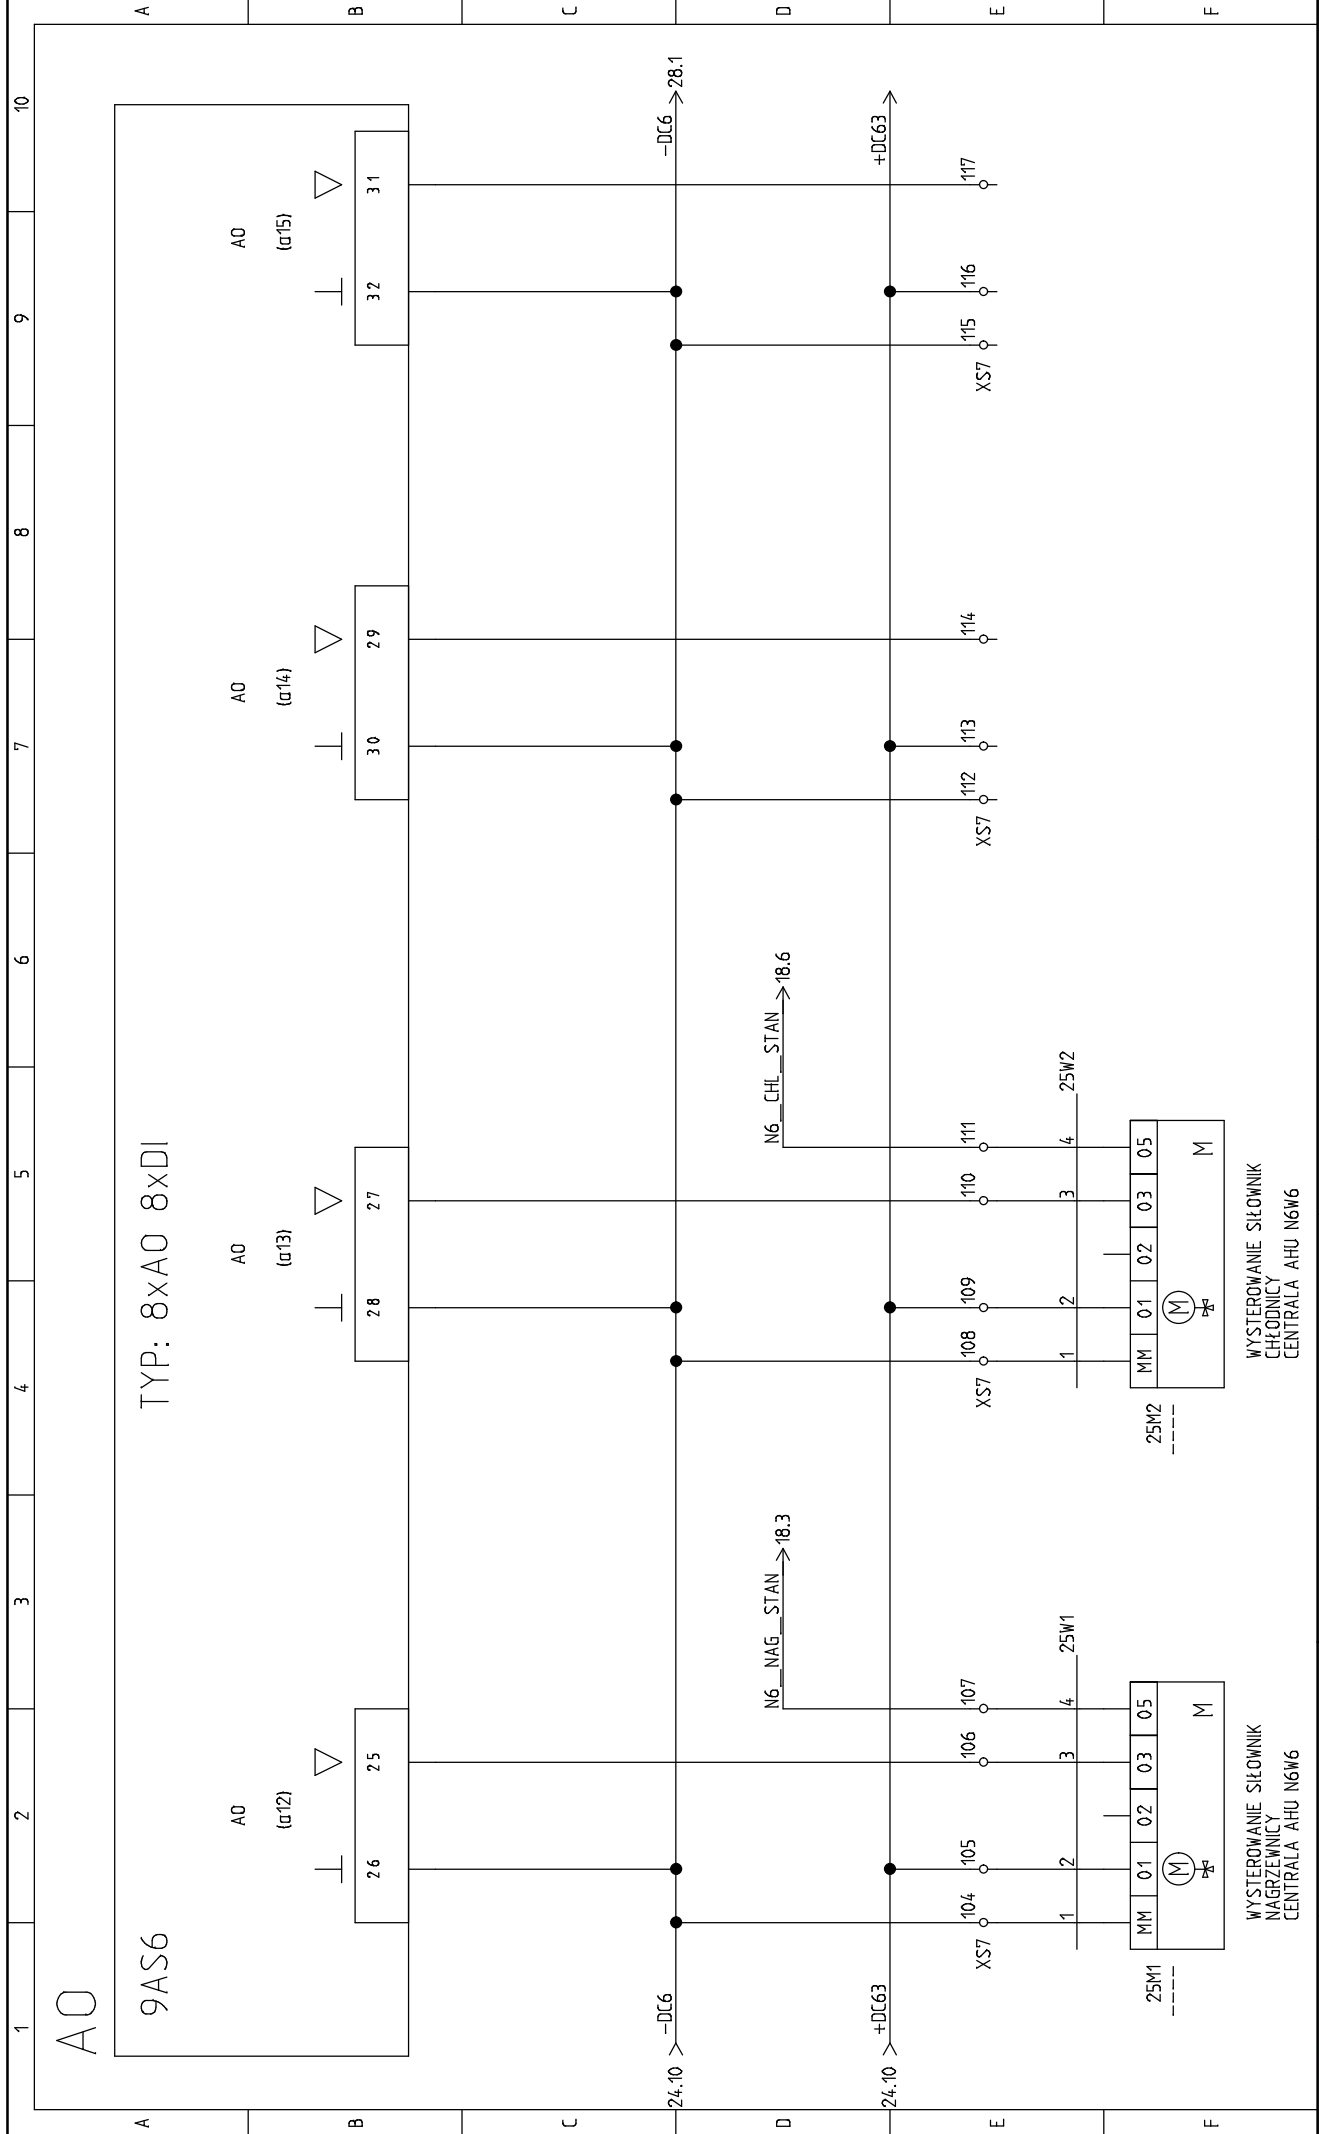 1 2 3 4 5 6 7 8 9 10
A A
B B
C C
D D
E E
F F
AO
9AS6 TYP: 8xAO 8xDI
AO AO AO AO
(a12) (a13) (a14) (a15)
26 25 28 27 30 29 32 31
24.10 -DC6 -DC6 28.1
N6_NAG_STAN 18.3 N6_CHL_STAN 18.6
24.10 +DC63 +DC63
XS7 104 105 106 107 XS7 108 109 110 111 XS7 112 113 114 XS7 115 116 117
1 2 3 4 25W1 1 2 3 4 25W2
25M1 MM 01 02 03 05 25M2 MM 01 02 03 05
---- M M ---- M M
WYSTEROWANIE SIŁOWNIK
NAGRZEWNICY
CENTRALA AHU N6W6
WYSTEROWANIE SIŁOWNIK
CHŁODNICY
CENTRALA AHU N6W6